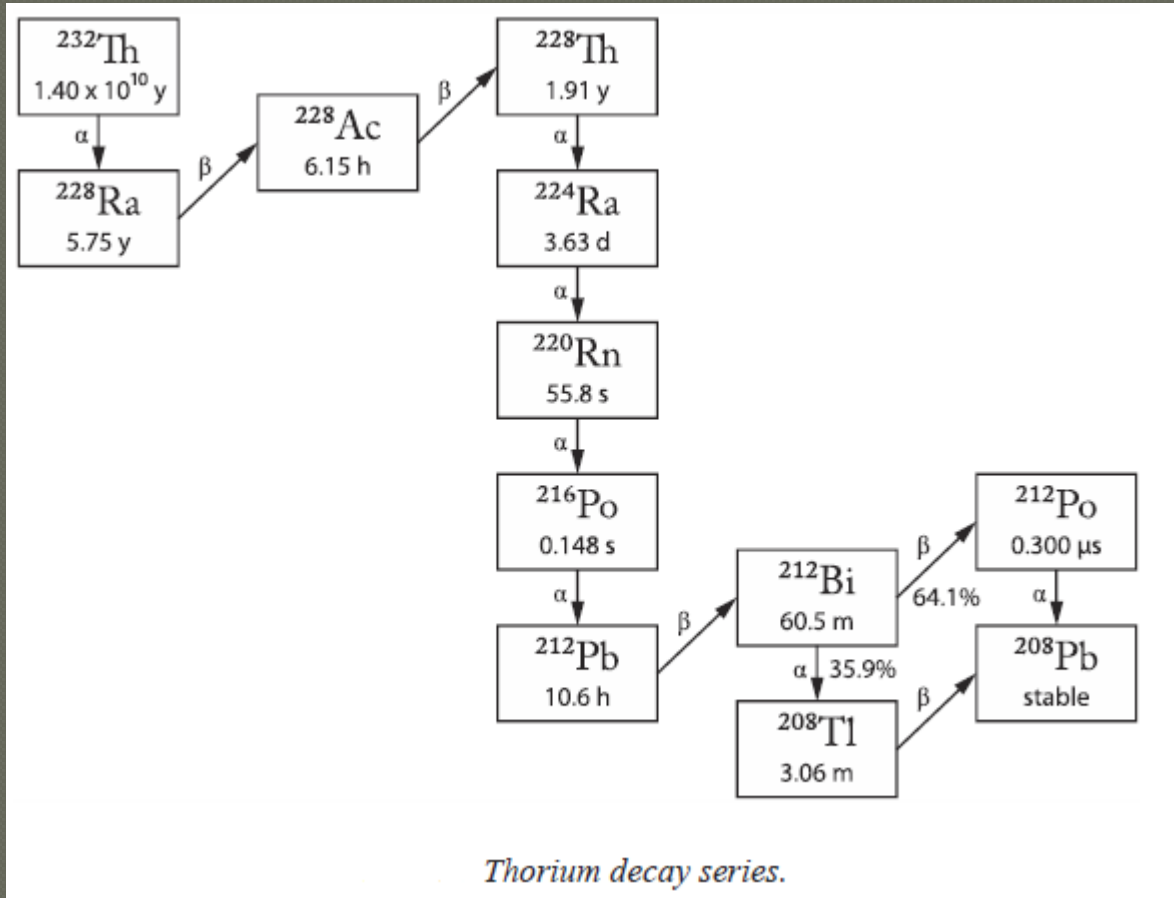 ²³²Th
1.40 x 10¹⁰ y
α
²²⁸Ra
5.75 y
β
²²⁸Ac
6.15 h
β
²²⁸Th
1.91 y
α
²²⁴Ra
3.63 d
α
²²⁰Rn
55.8 s
α
²¹⁶Po
0.148 s
α
²¹²Pb
10.6 h
β
²¹²Bi
60.5 m
β
64.1%
α 35.9%
²⁰⁸Tl
3.06 m
β
²¹²Po
0.300 µs
α
²⁰⁸Pb
stable
Thorium decay series.